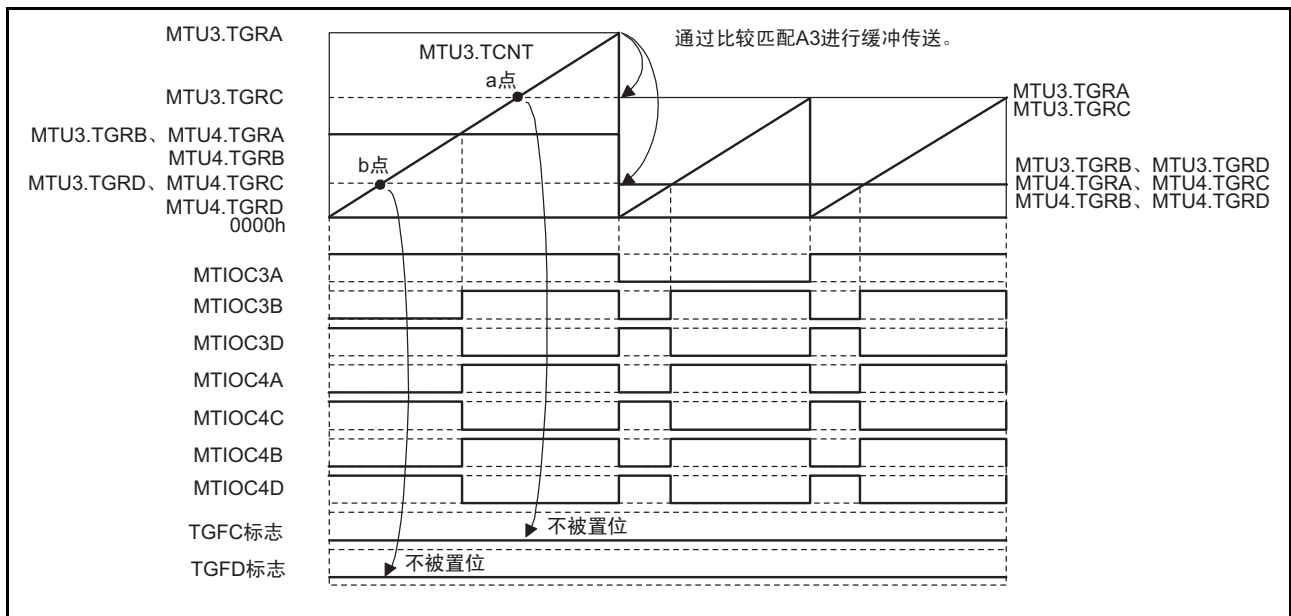 MTU3.TGRA
MTU3.TCNT
通过比较匹配A3进行缓冲传送。
a点
MTU3.TGRC
MTU3.TGRA
MTU3.TGRC
MTU3.TGRB、MTU4.TGRA
MTU4.TGRB
b点
MTU3.TGRD、MTU4.TGRC
MTU4.TGRD
0000h
MTU3.TGRB、MTU3.TGRD
MTU4.TGRA、MTU4.TGRC
MTU4.TGRB、MTU4.TGRD
MTIOC3A
MTIOC3B
MTIOC3D
MTIOC4A
MTIOC4C
MTIOC4B
MTIOC4D
TGFC标志
不被置位
TGFD标志
不被置位